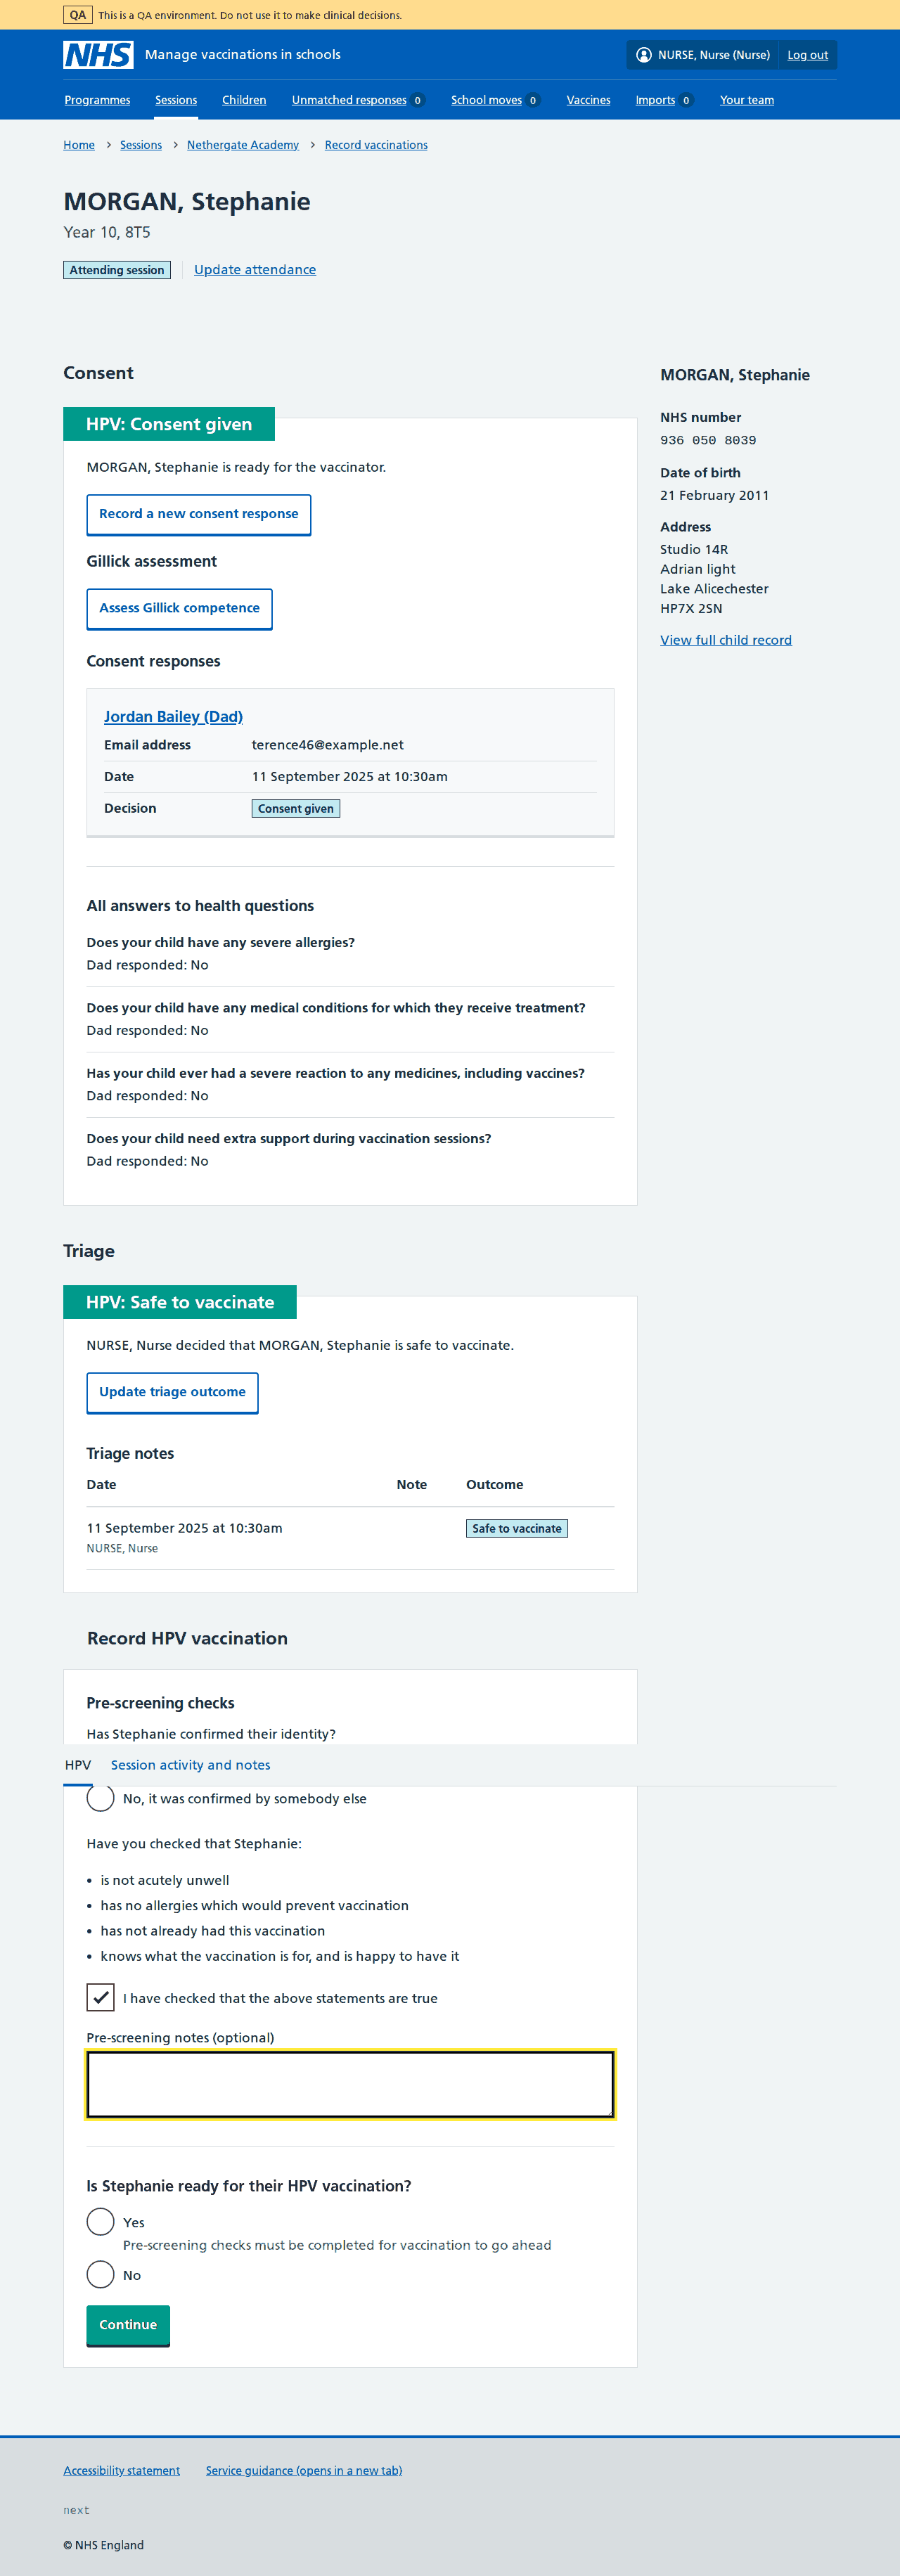 QA This is a QA environment. Do not use it to make clinical decisions.
NHS Manage vaccinations in schools NURSE, Nurse (Nurse) Log out
Programmes Sessions Children Unmatched responses 0 School moves 0 Vaccines Imports 0 Your team
Home > Sessions > Nethergate Academy > Record vaccinations
MORGAN, Stephanie
Year 10, 8T5
Attending session Update attendance
Consent
HPV: Consent given
MORGAN, Stephanie is ready for the vaccinator.
Record a new consent response
Gillick assessment
Assess Gillick competence
Consent responses
Jordan Bailey (Dad)
Email address terence46@example.net
Date 11 September 2025 at 10:30am
Decision Consent given
All answers to health questions
Does your child have any severe allergies?
Dad responded: No
Does your child have any medical conditions for which they receive treatment?
Dad responded: No
Has your child ever had a severe reaction to any medicines, including vaccines?
Dad responded: No
Does your child need extra support during vaccination sessions?
Dad responded: No
MORGAN, Stephanie
NHS number
936 050 8039
Date of birth
21 February 2011
Address
Studio 14R
Adrian light
Lake Alicechester
HP7X 2SN
View full child record
Triage
HPV: Safe to vaccinate
NURSE, Nurse decided that MORGAN, Stephanie is safe to vaccinate.
Update triage outcome
Triage notes
Date Note Outcome
11 September 2025 at 10:30am Safe to vaccinate
NURSE, Nurse
Record HPV vaccination
Pre-screening checks
Has Stephanie confirmed their identity?
HPV Session activity and notes
No, it was confirmed by somebody else
Have you checked that Stephanie:
• is not acutely unwell
• has no allergies which would prevent vaccination
• has not already had this vaccination
• knows what the vaccination is for, and is happy to have it
I have checked that the above statements are true
Pre-screening notes (optional)
Is Stephanie ready for their HPV vaccination?
Yes
Pre-screening checks must be completed for vaccination to go ahead
No
Continue
Accessibility statement Service guidance (opens in a new tab)
next
© NHS England